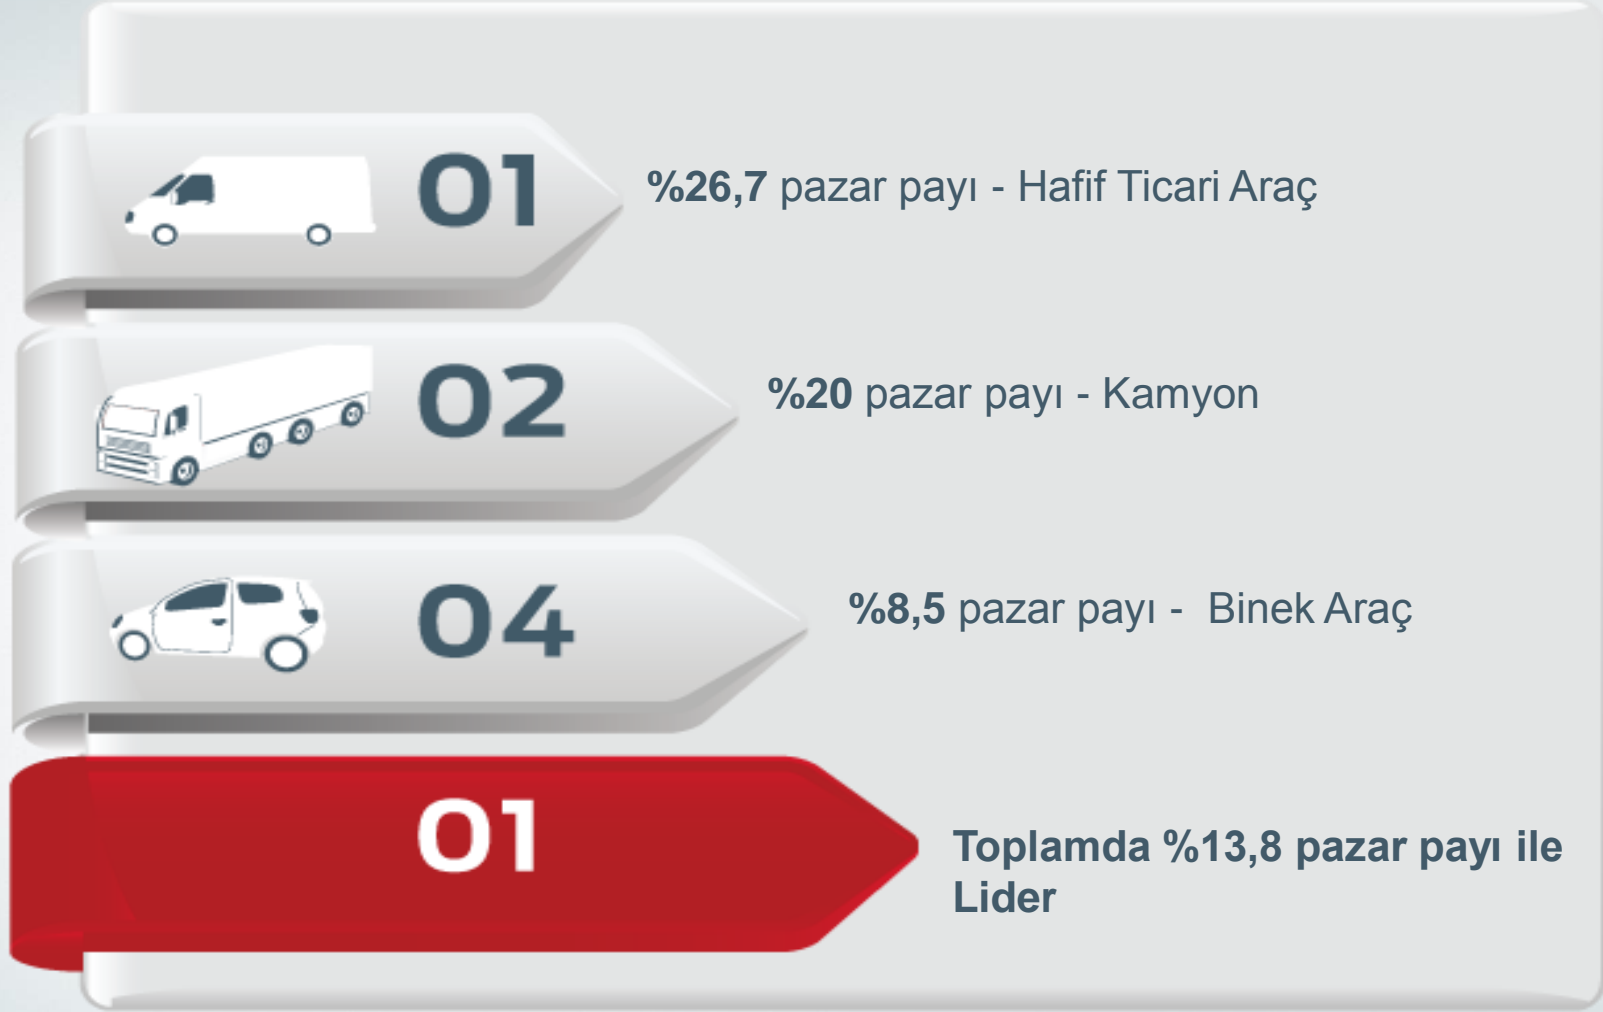 01
%26,7 pazar payı - Hafif Ticari Araç
02
%20 pazar payı - Kamyon
04
%8,5 pazar payı - Binek Araç
01
Toplamda %13,8 pazar payı ile
Lider